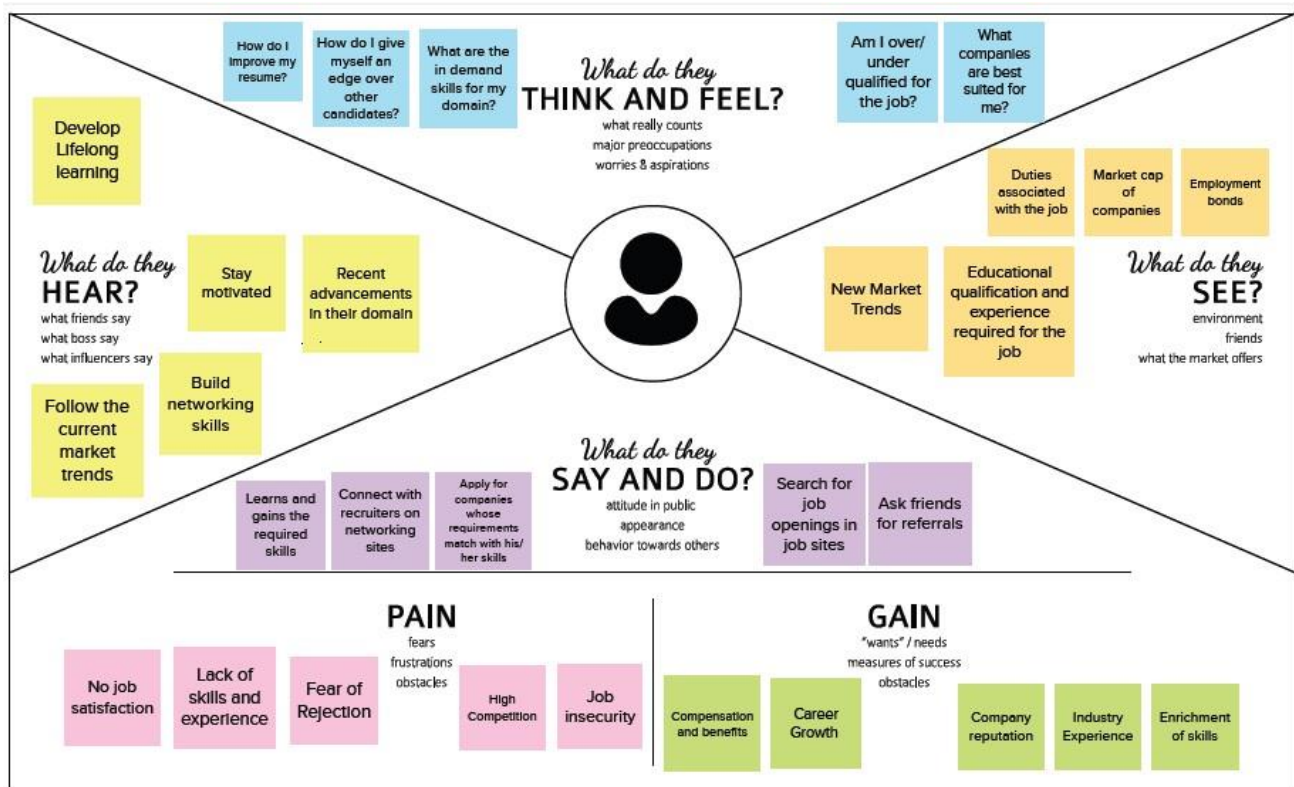 How do I
improve my
resume?
How do I give
myself an
edge over
other
candidates?
What are the
in demand
skills for my
domain?
What do they
THINK AND FEEL?
what really counts
major preoccupations
worries & aspirations
Am I over/
under
qualified for
the job?
What
companies
are best
suited for
me?
Develop
Lifelong
learning
What do they
HEAR?
what friends say
what boss say
what influencers say
Stay
motivated
Recent
advancements
in their domain
Follow the
current
market
trends
Build
networking
skills
Duties
associated
with the job
Market cap
of
companies
Employment
bonds
New Market
Trends
Educational
qualification and
experience
required for the
job
What do they
SEE?
environment
friends
what the market offers
What do they
SAY AND DO?
attitude in public
appearance
behavior towards others
Learns and
gains the
required
skills
Connect with
recruiters on
networking
sites
Apply for
companies
whose
requirements
match with his/
her skills
Search for
job
openings in
job sites
Ask friends
for referrals
PAIN
fears
frustrations
obstacles
No job
satisfaction
Lack of
skills and
experience
Fear of
Rejection
High
Competition
Job
insecurity
GAIN
"wants" / needs
measures of success
obstacles
Compensation
and benefits
Career
Growth
Company
reputation
Industry
Experience
Enrichment
of skills